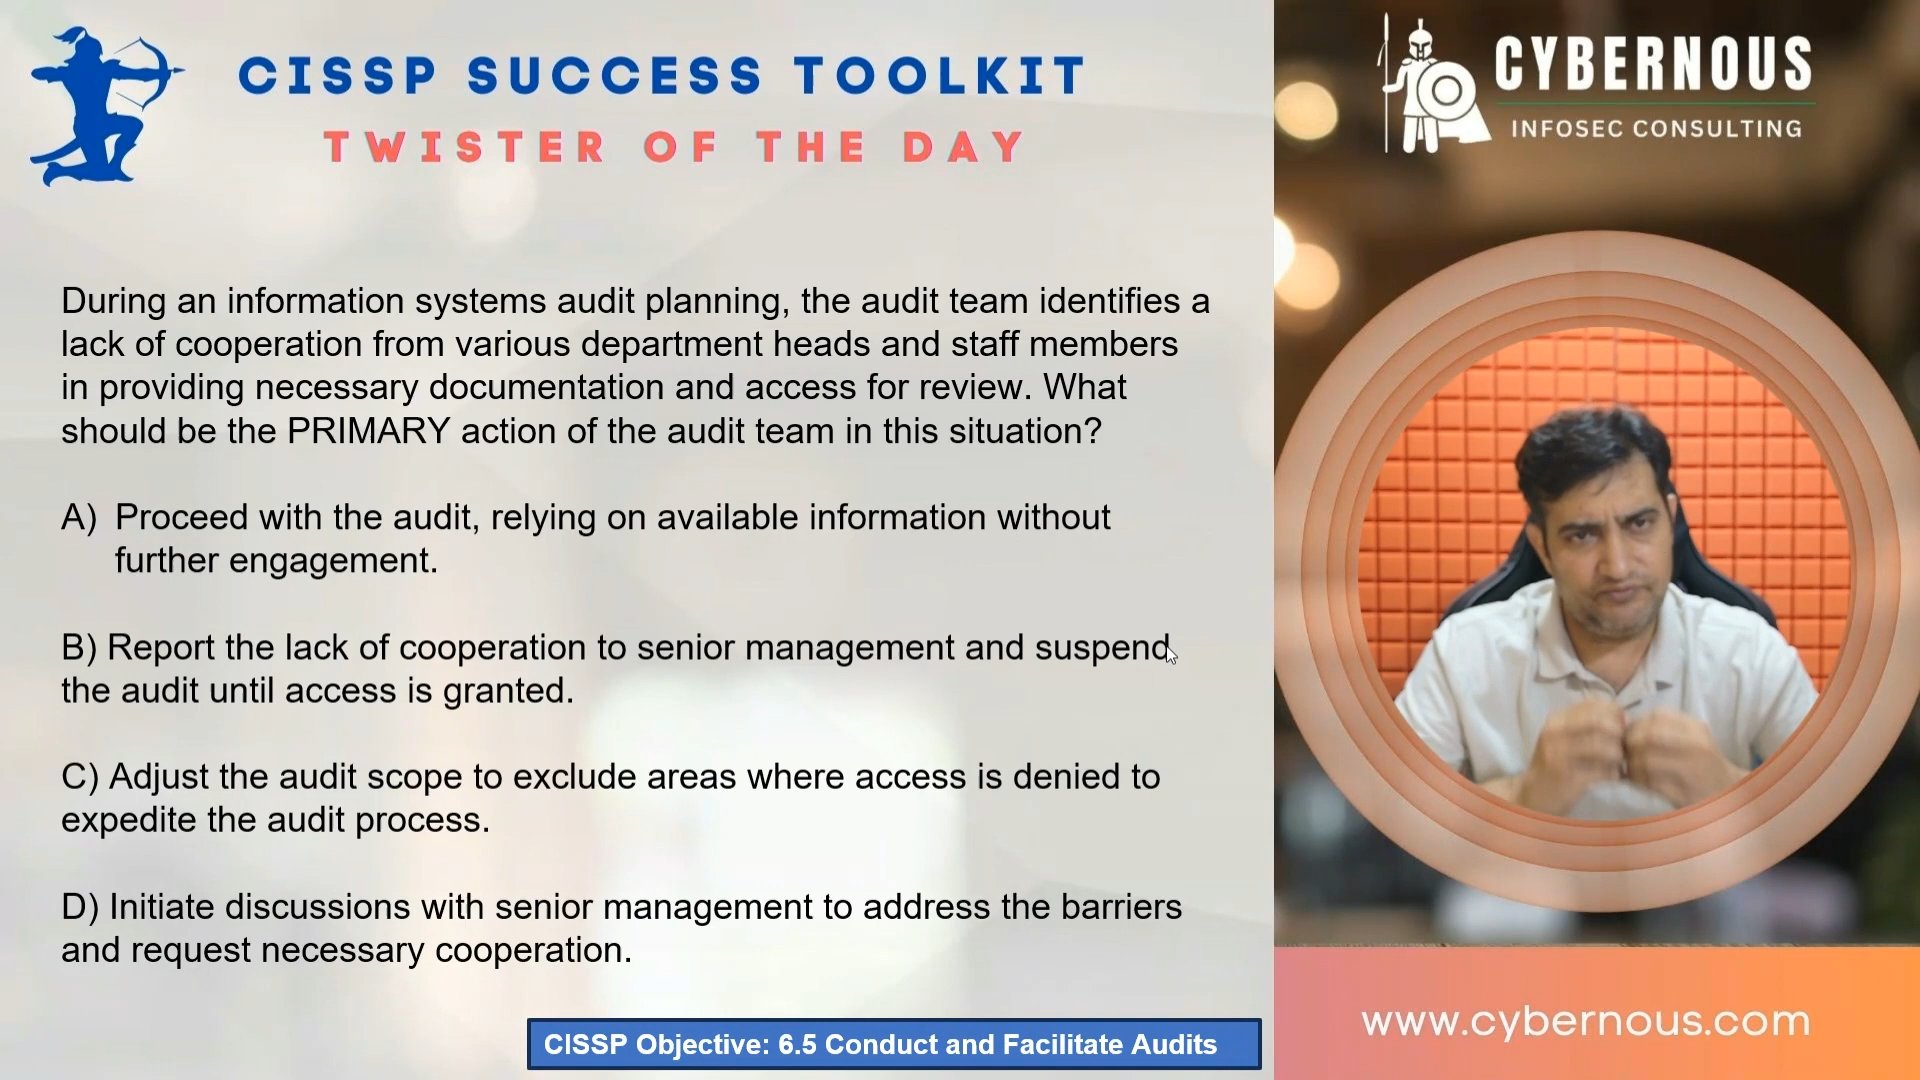 CISSP SUCCESS TOOLKIT
TWISTER OF THE DAY
CYBERNOUS
INFOSEC CONSULTING
During an information systems audit planning, the audit team identifies a
lack of cooperation from various department heads and staff members
in providing necessary documentation and access for review. What
should be the PRIMARY action of the audit team in this situation?
A) Proceed with the audit, relying on available information without
further engagement.
B) Report the lack of cooperation to senior management and suspend
the audit until access is granted.
C) Adjust the audit scope to exclude areas where access is denied to
expedite the audit process.
D) Initiate discussions with senior management to address the barriers
and request necessary cooperation.
CISSP Objective: 6.5 Conduct and Facilitate Audits
www.cybernous.com